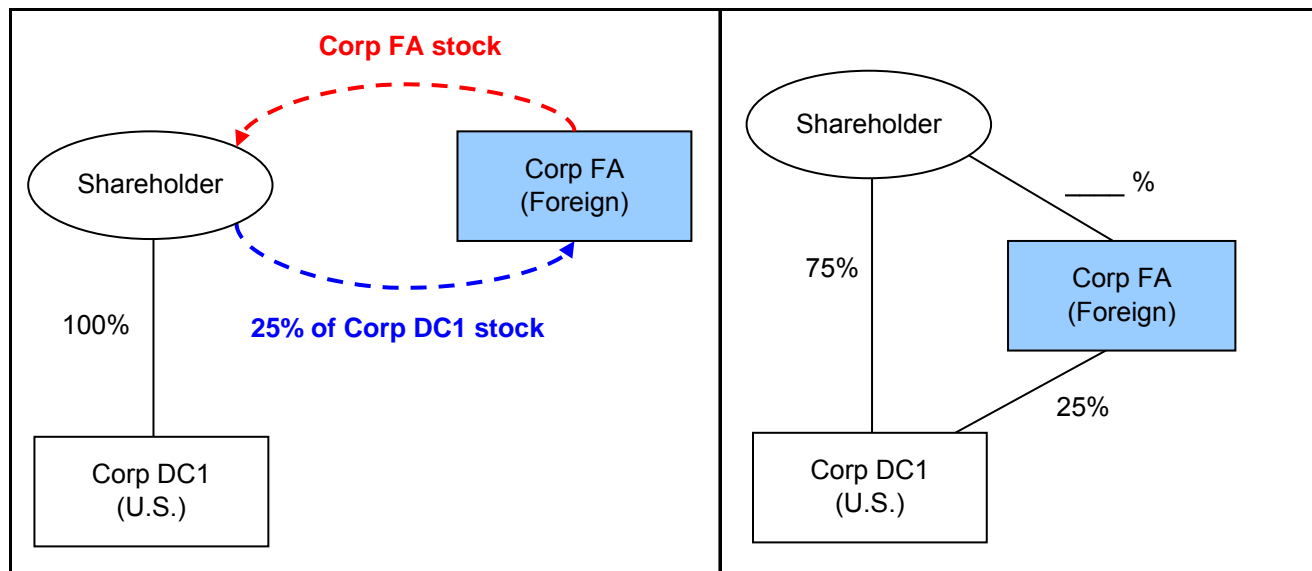 Corp FA stock
Shareholder
Corp FA
(Foreign)
100%
25% of Corp DC1 stock
Corp DC1
(U.S.)
Shareholder
____ %
75%
Corp FA
(Foreign)
25%
Corp DC1
(U.S.)